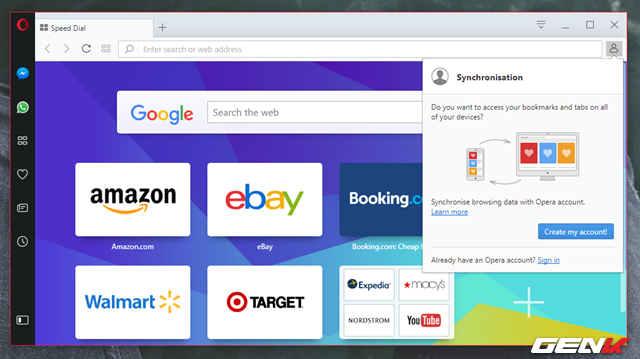 Speed Dial
Enter search or web address
Synchronisation
Do you want to access your bookmarks and tabs on all
of your devices?
Synchronise browsing data with Opera account.
Learn more
Create my account!
Already have an Opera account? Sign in
Google
Search the web
amazon
ebay
Booking.co
Amazon.com
eBay
Booking.com: Cheap
Walmart
TARGET
Expedia
macys
NORDSTROM
YouTube
GENK